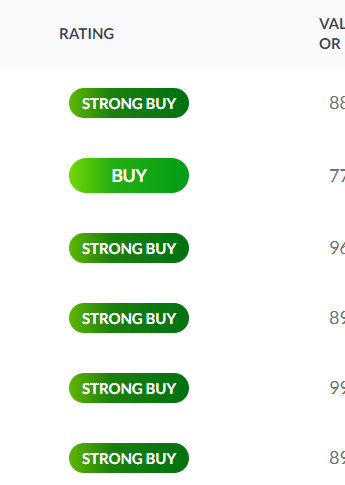 RATING
VAL
OR
STRONG BUY
88
BUY
77
STRONG BUY
96
STRONG BUY
89
STRONG BUY
99
STRONG BUY
89